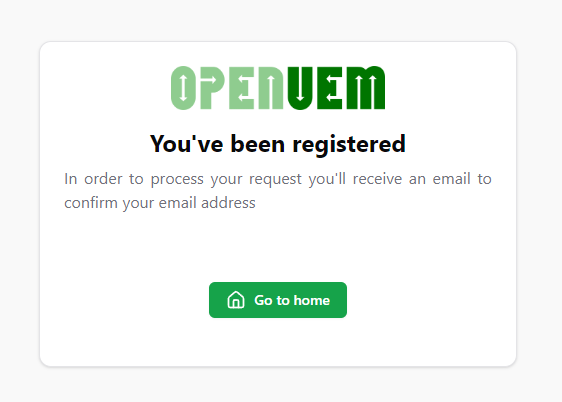 OPENUEM
You've been registered
In order to process your request you'll receive an email to
confirm your email address
Go to home